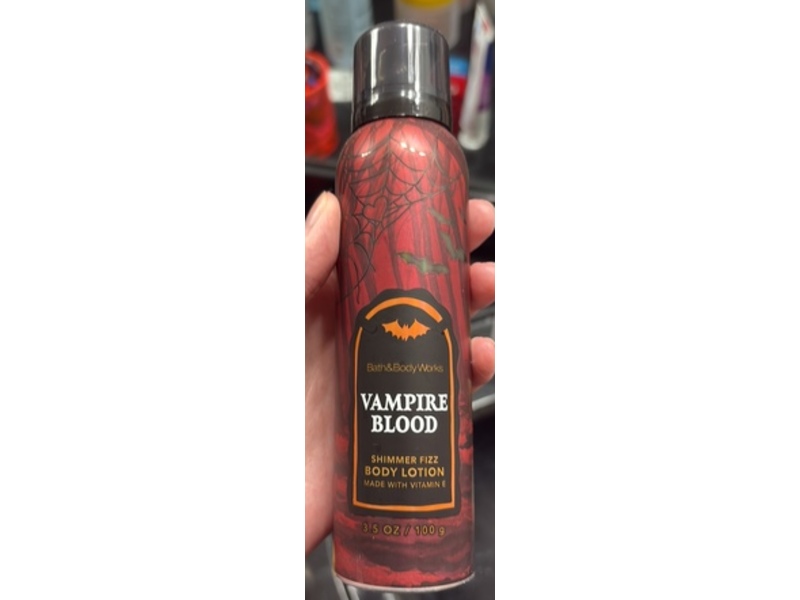 Bath&BodyWorks
VAMPIRE
BLOOD
SHIMMER FIZZ
BODY LOTION
MADE WITH VITAMIN E
3.5 OZ / 100 g